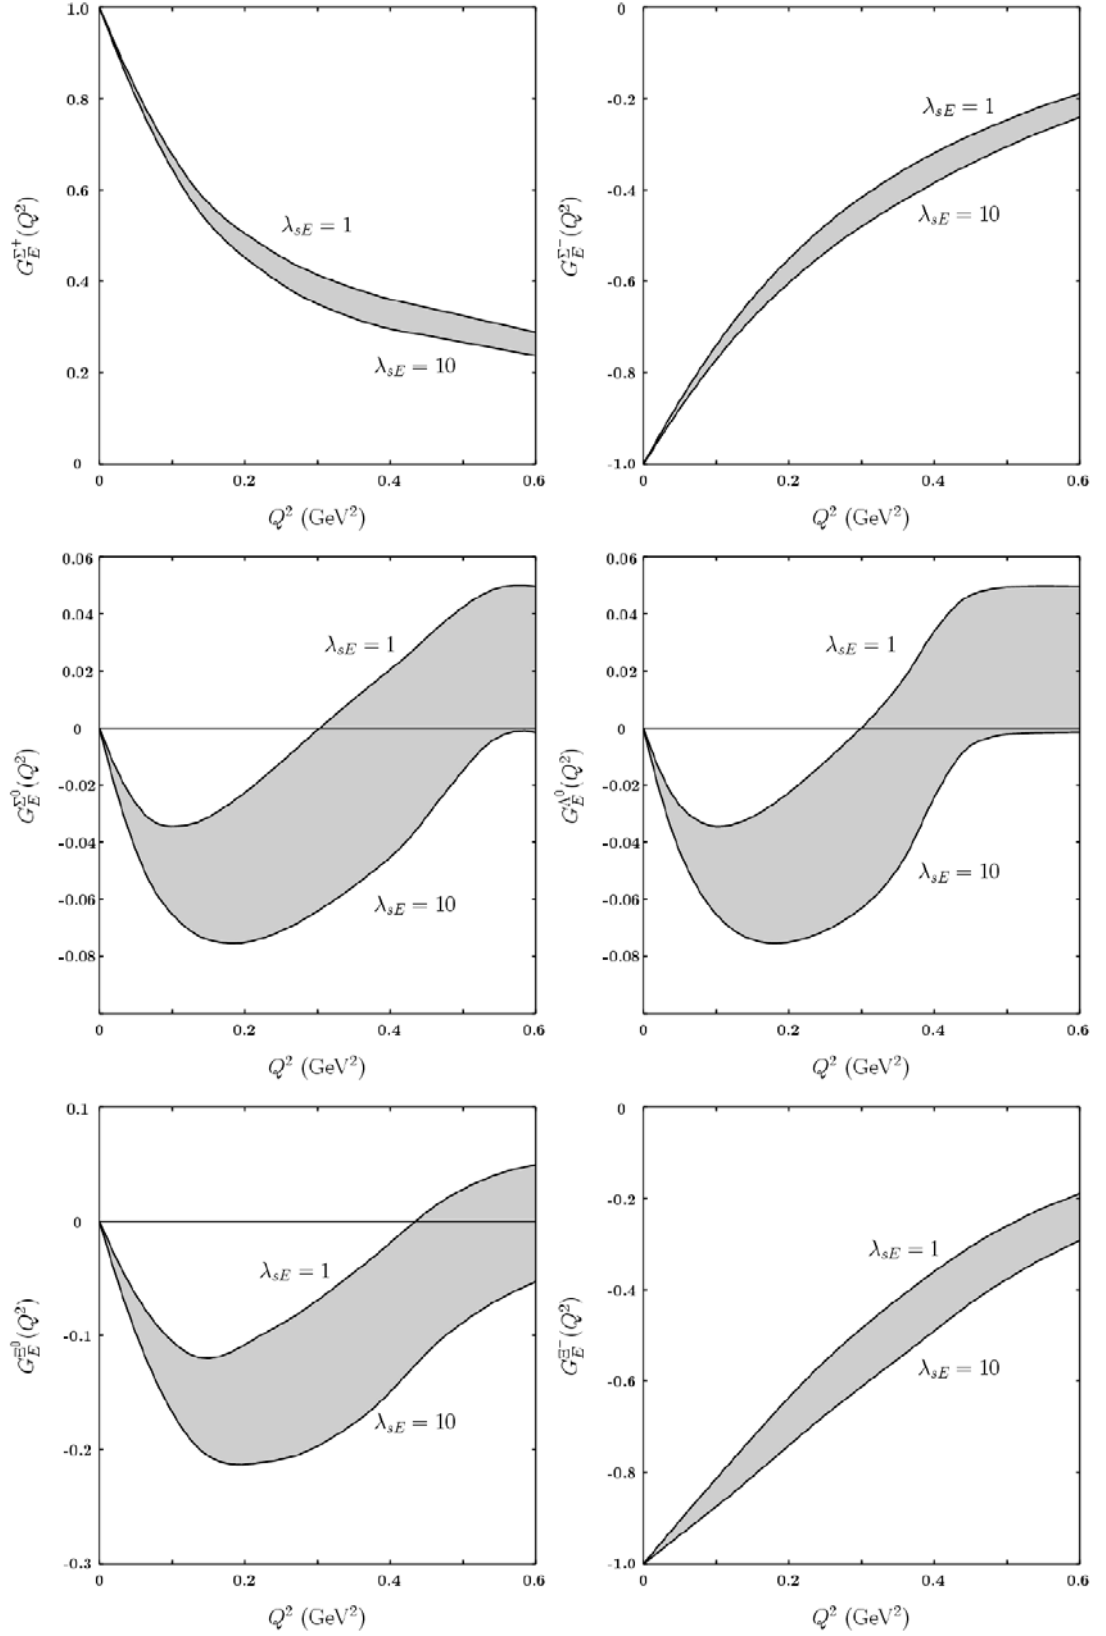 1.0
0.8
0.6
0.4
0.2
0
G_E^{Σ^+}(Q^2)
λ_{sE} = 1
λ_{sE} = 10
0 0.2 0.4 0.6
Q^2 (GeV^2)
0
-0.2
-0.4
-0.6
-0.8
-1.0
G_E^{Σ^-}(Q^2)
λ_{sE} = 1
λ_{sE} = 10
0 0.2 0.4 0.6
Q^2 (GeV^2)
0.06
0.04
0.02
0
-0.02
-0.04
-0.06
-0.08
G_E^{Σ^0}(Q^2)
λ_{sE} = 1
λ_{sE} = 10
0 0.2 0.4 0.6
Q^2 (GeV^2)
0.06
0.04
0.02
0
-0.02
-0.04
-0.06
-0.08
G_E^{Λ^0}(Q^2)
λ_{sE} = 1
λ_{sE} = 10
0 0.2 0.4 0.6
Q^2 (GeV^2)
0.1
0
-0.1
-0.2
-0.3
G_E^{Ξ^0}(Q^2)
λ_{sE} = 1
λ_{sE} = 10
0 0.2 0.4 0.6
Q^2 (GeV^2)
0
-0.2
-0.4
-0.6
-0.8
-1.0
G_E^{Ξ^-}(Q^2)
λ_{sE} = 1
λ_{sE} = 10
0 0.2 0.4 0.6
Q^2 (GeV^2)